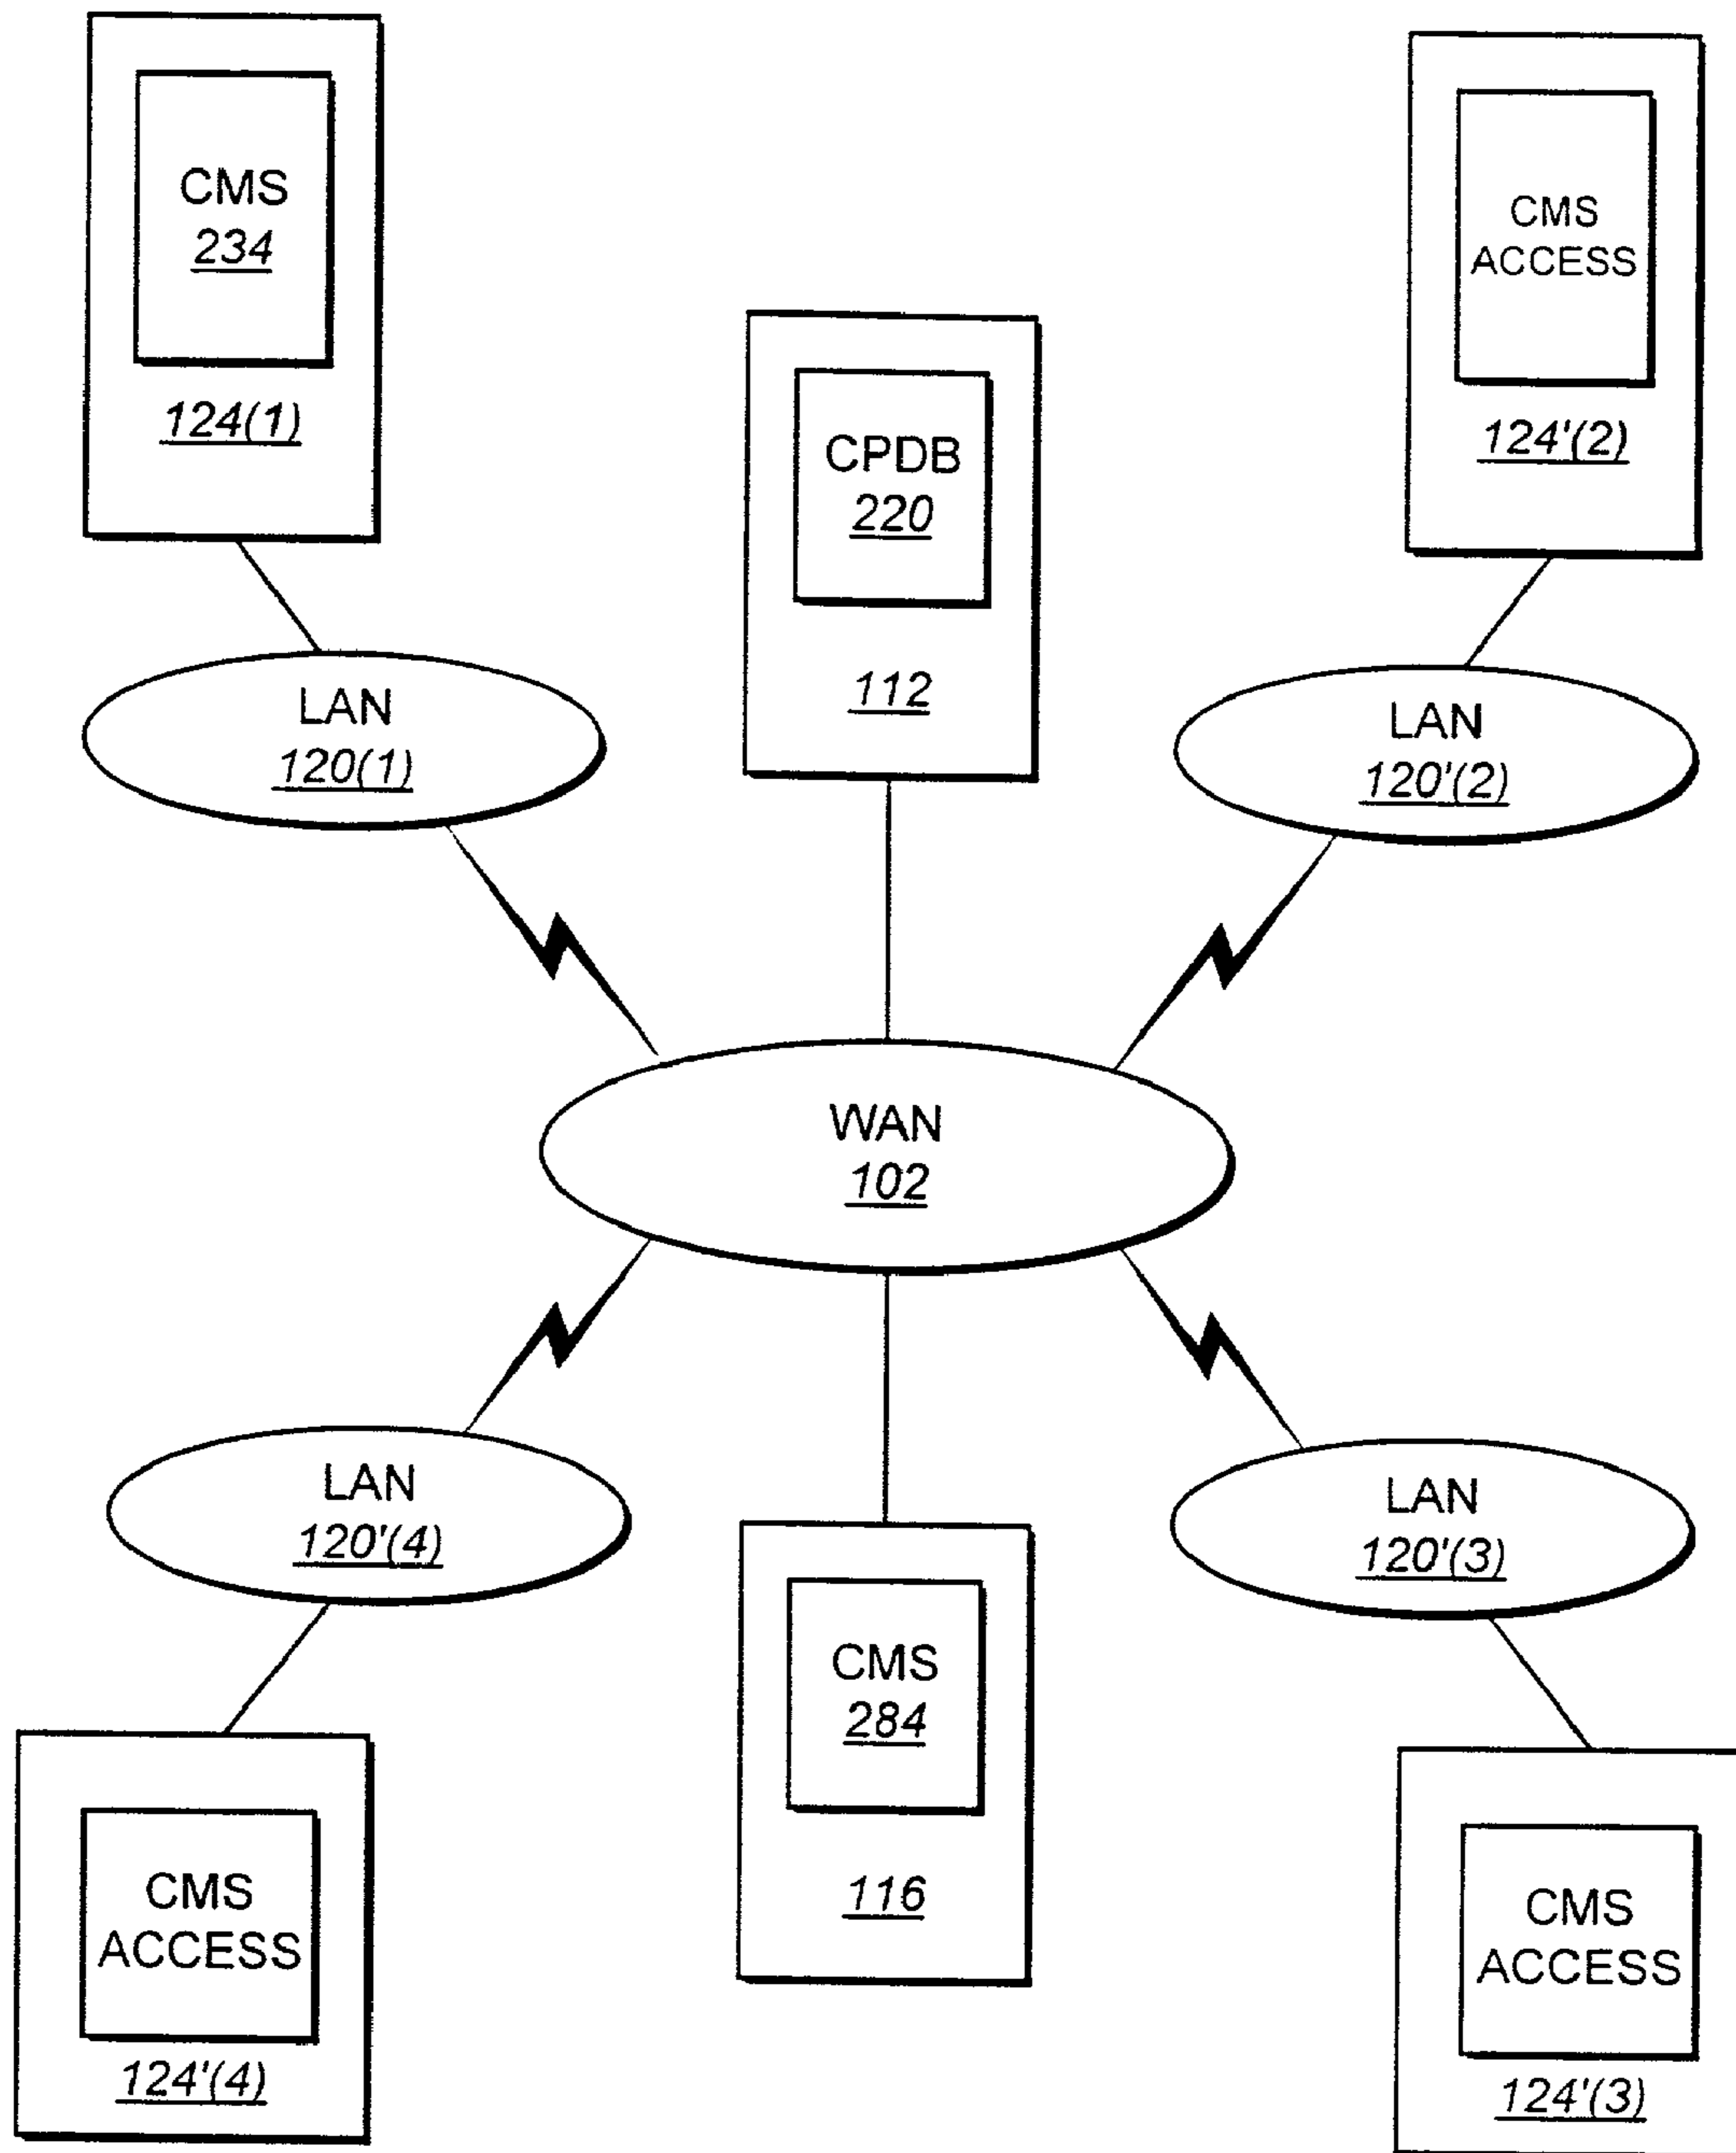 CMS
234
124(1)
CMS
ACCESS
124'(2)
CPDB
220
112
LAN
120(1)
LAN
120'(2)
WAN
102
LAN
120'(4)
LAN
120'(3)
CMS
284
116
CMS
ACCESS
124'(4)
CMS
ACCESS
124'(3)